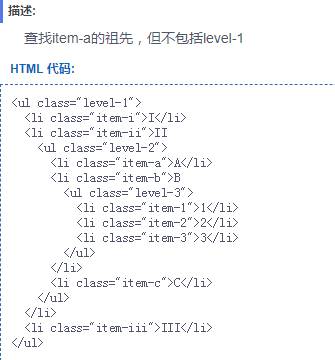 描述:
查找item-a的祖先，但不包括level-1
HTML 代码:
<ul class="level-1">
  <li class="item-i">I</li>
  <li class="item-ii">II
    <ul class="level-2">
      <li class="item-a">A</li>
      <li class="item-b">B
        <ul class="level-3">
          <li class="item-1">1</li>
          <li class="item-2">2</li>
          <li class="item-3">3</li>
        </ul>
      </li>
      <li class="item-c">C</li>
    </ul>
  </li>
  <li class="item-iii">III</li>
</ul>